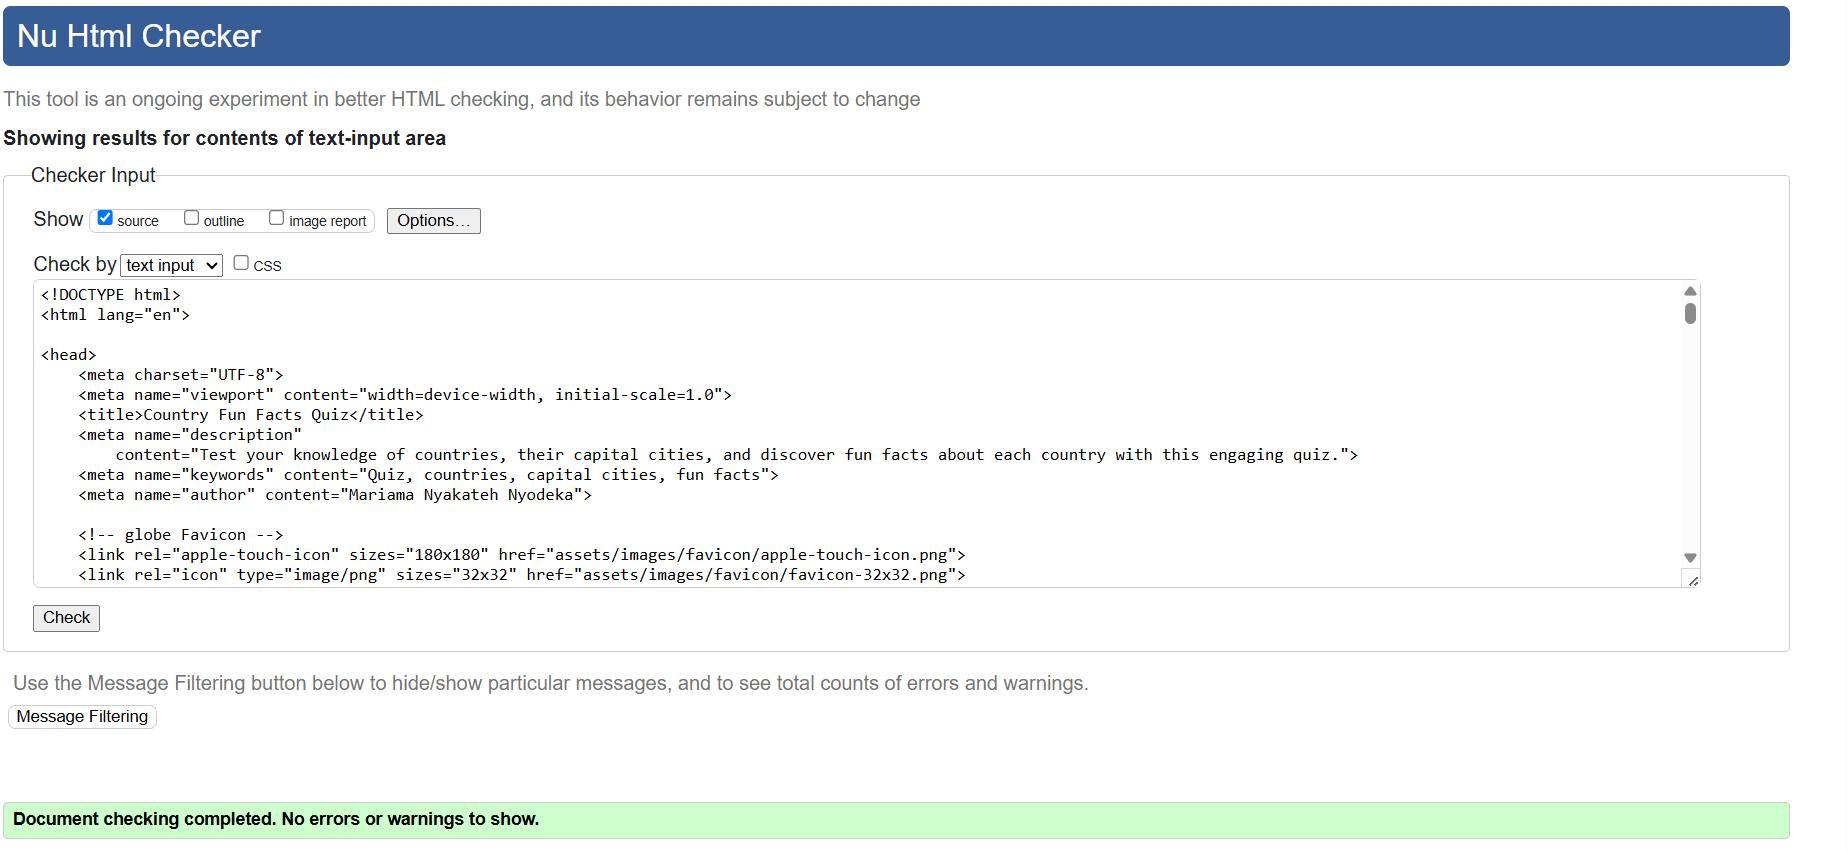 Nu Html Checker
This tool is an ongoing experiment in better HTML checking, and its behavior remains subject to change
Showing results for contents of text-input area
Checker Input
Show source outline image report Options...
Check by text input CSS
<!DOCTYPE html>
<html lang="en">
<head>
<meta charset="UTF-8">
<meta name="viewport" content="width=device-width, initial-scale=1.0">
<title>Country Fun Facts Quiz</title>
<meta name="description"
content="Test your knowledge of countries, their capital cities, and discover fun facts about each country with this engaging quiz.">
<meta name="keywords" content="Quiz, countries, capital cities, fun facts">
<meta name="author" content="Mariama Nyakateh Nyodeka">
<!-- globe Favicon -->
<link rel="apple-touch-icon" sizes="180x180" href="assets/images/favicon/apple-touch-icon.png">
<link rel="icon" type="image/png" sizes="32x32" href="assets/images/favicon/favicon-32x32.png">
Check
Use the Message Filtering button below to hide/show particular messages, and to see total counts of errors and warnings.
Message Filtering
Document checking completed. No errors or warnings to show.